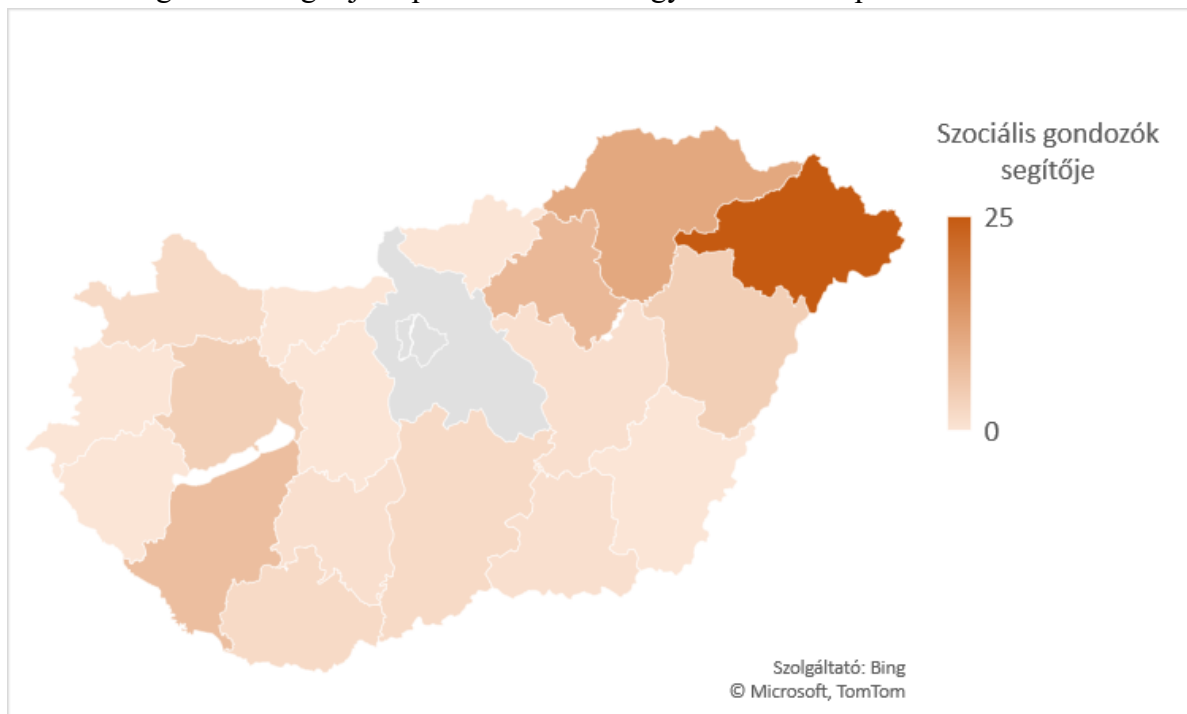 Szociális gondozók
segítője
25
0
Szolgáltató: Bing
© Microsoft, TomTom